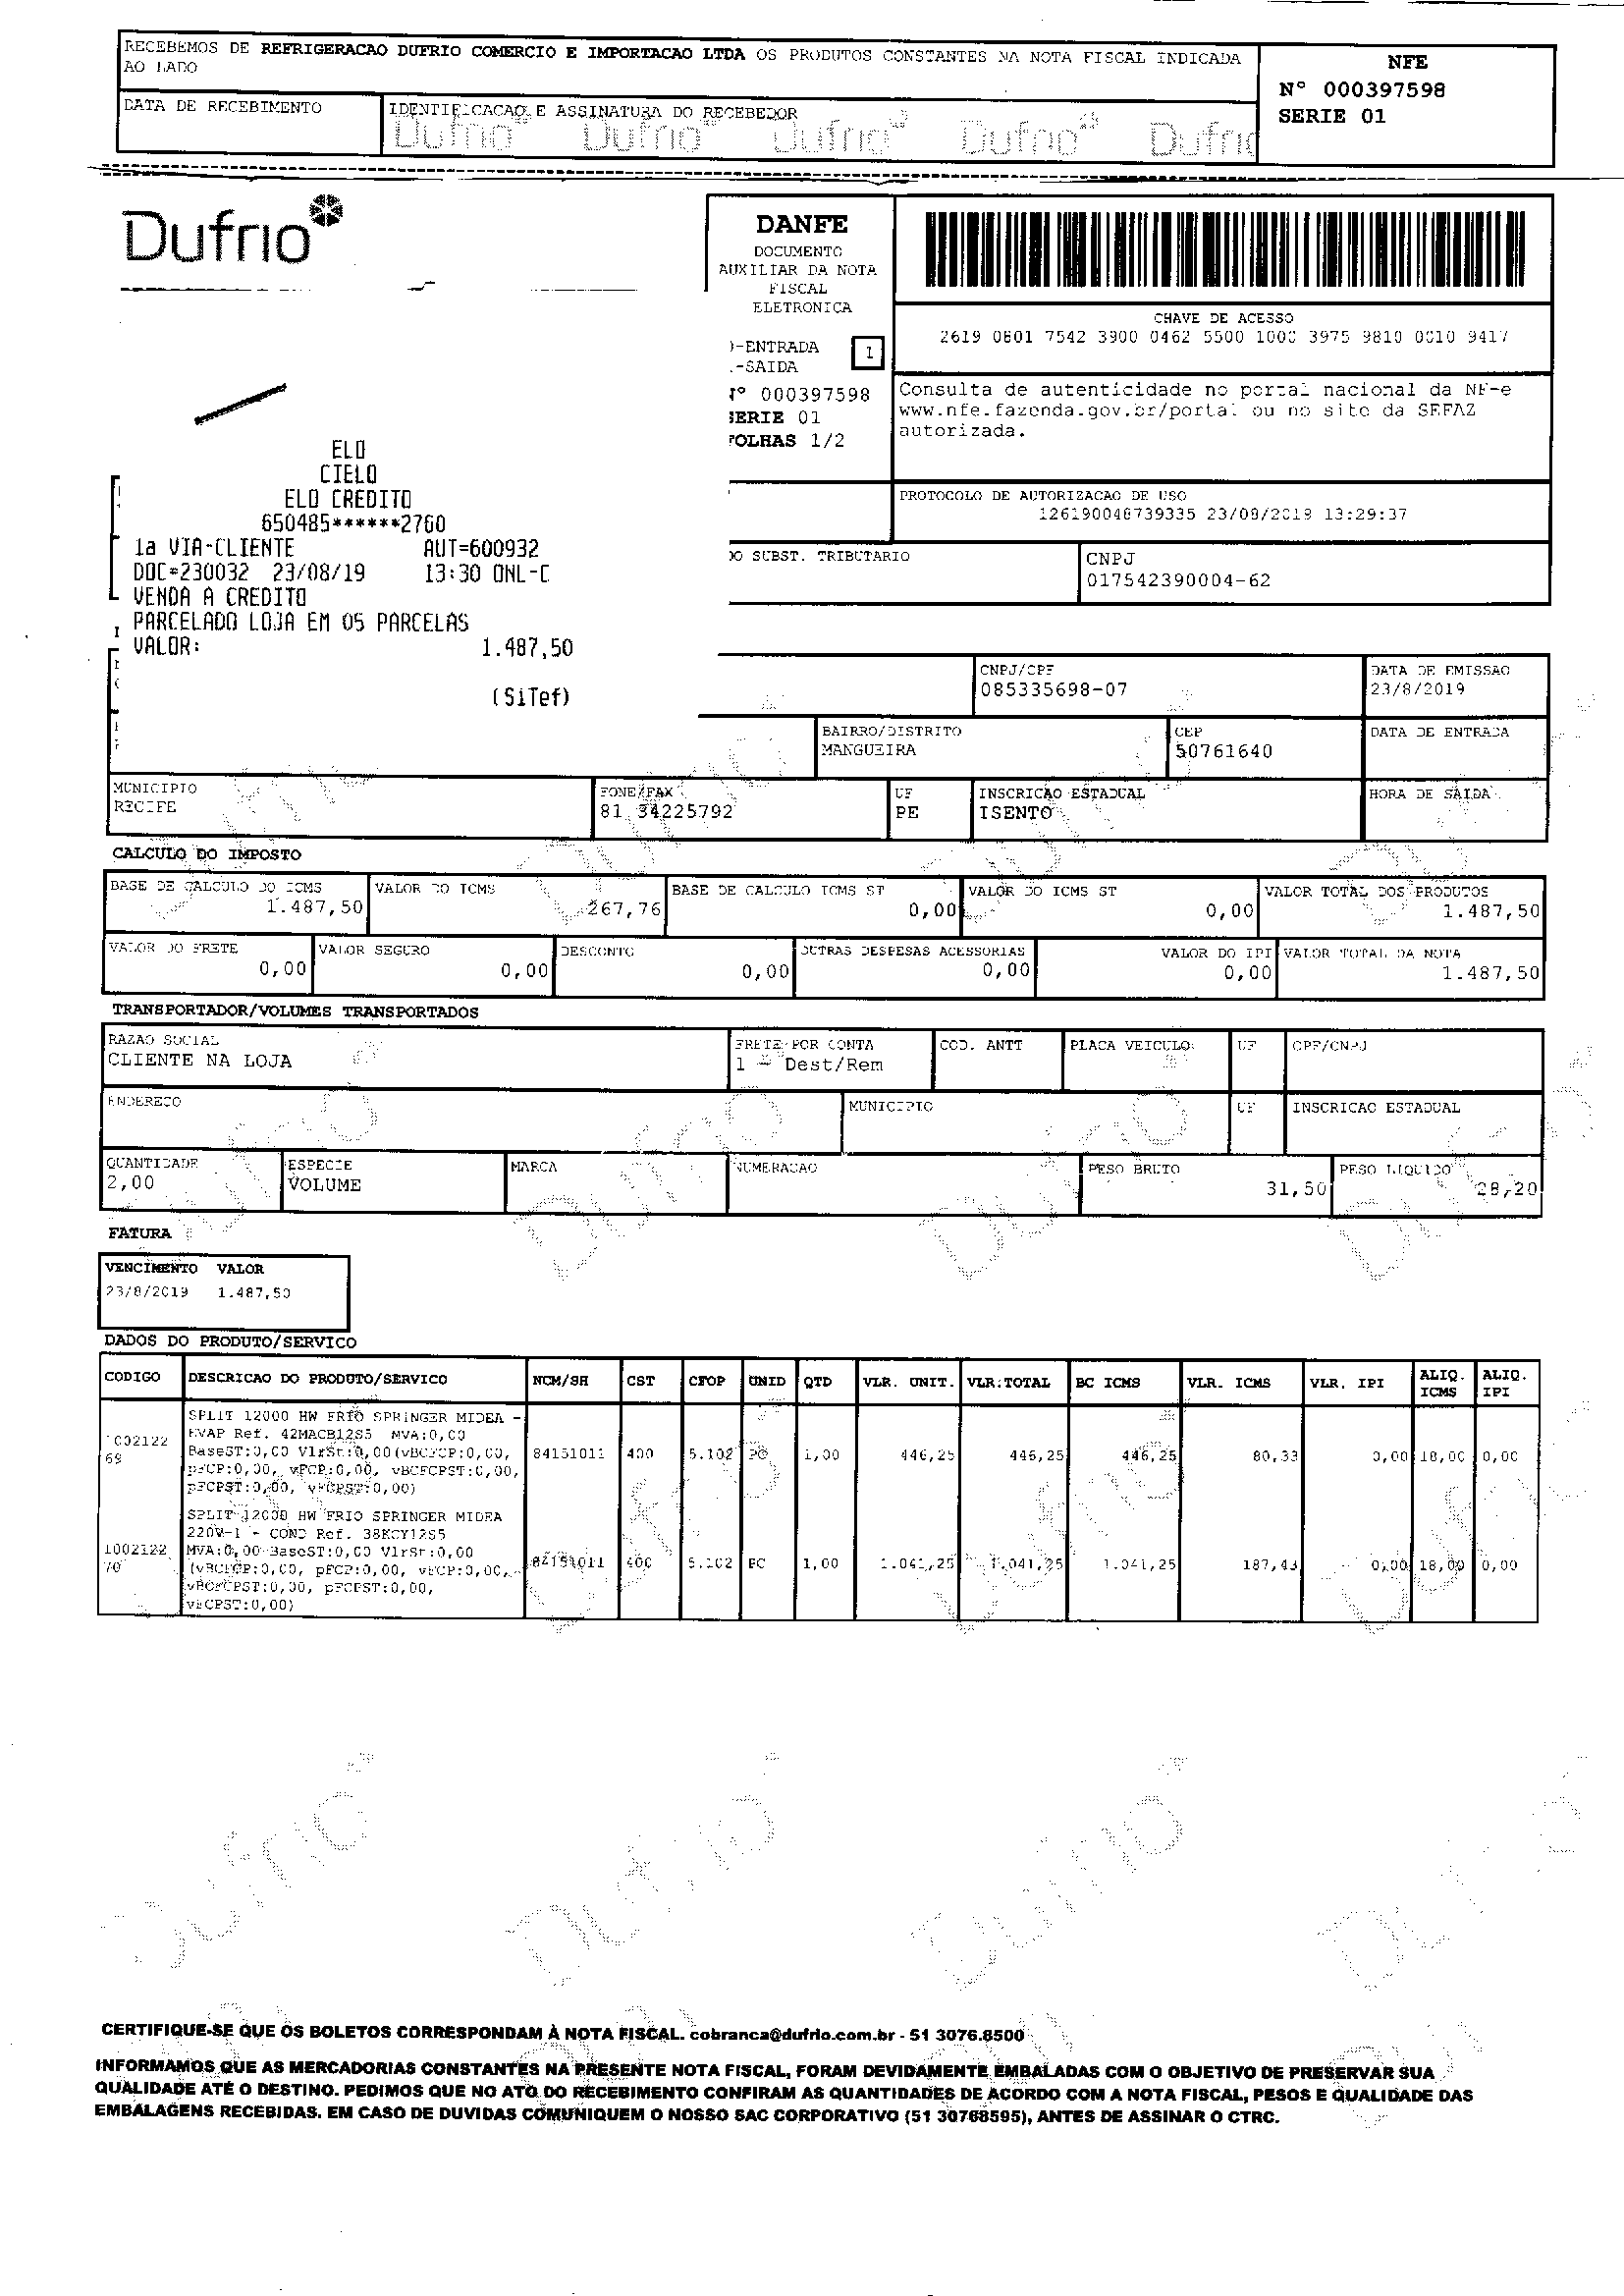 RECEBEMOS DE REFRIGERACAO DUFRIO COMERCIO E IMPORTACAO LTDA OS PRODUTOS CONSTANTES NA NOTA FISCAL INDICADA
AO LADO
DATA DE RECEBIMENTO
IDENTIFICACAO E ASSINATURA DO RECEBEDOR
Dufrio Dufrio Dufrio Dufrio Dufrio
NFE
Nº 000397598
SERIE 01
Dufrio
DANFE
DOCUMENTO
AUXILIAR DA NOTA
FISCAL
ELETRONICA
-ENTRADA
-SAIDA
1
000397598
SERIE 01
FOLHAS 1/2
CHAVE DE ACESSO
2619 0801 7542 3900 0462 5500 1000 3975 9810 0010 9417
Consulta de autenticidade no portal nacional da NF-e
www.nfe.fazenda.gov.br/portal ou no site da SEFAZ
autorizada.
PROTOCOLO DE AUTORIZACAO DE USO
126190048739335 23/08/2019 13:29:37
DO SUBST. TRIBUTARIO
CNPJ
017542390004-62
ELO
CIELO
ELO CREDITO
650485******2760
1a VIA-CLIENTE AUT=600932
DOC=230032 23/08/19 13:30 ONL-C
VENDA A CREDITO
PARCELADO LOJA EM 05 PARCELAS
VALOR: 1.487,50
(SiTef)
CNPJ/CPF
085335698-07
DATA DE EMISSAO
23/8/2019
BAIRRO/DISTRITO
MANGUEIRA
CEP
50761640
DATA DE ENTRADA
MUNICIPIO
RECIFE
FONE/FAX
81 34225792
UF
PE
INSCRICAO ESTADUAL
ISENTO
HORA DE SAIDA
CALCULO DO IMPOSTO
BASE DE CALCULO DO ICMS
1.487,50
VALOR DO ICMS
267,76
BASE DE CALCULO ICMS ST
0,00
VALOR DO ICMS ST
0,00
VALOR TOTAL DOS PRODUTOS
1.487,50
VALOR DO FRETE
0,00
VALOR SEGURO
0,00
DESCONTO
0,00
OUTRAS DESPESAS ACESSORIAS
0,00
VALOR DO IPI
0,00
VALOR TOTAL DA NOTA
1.487,50
TRANSPORTADOR/VOLUMES TRANSPORTADOS
RAZAO SOCIAL
CLIENTE NA LOJA
FRETE POR CONTA
1 - Dest/Rem
COD. ANTT
PLACA VEICULO
UF
CPF/CNPJ
ENDERECO
MUNICIPIO
UF
INSCRICAO ESTADUAL
QUANTIDADE
2,00
ESPECIE
VOLUME
MARCA
NUMERACAO
PESO BRUTO
31,50
PESO LIQUIDO
28,20
FATURA
VENCIMENTO VALOR
23/8/2019 1.487,50
DADOS DO PRODUTO/SERVICO
CODIGO DESCRICAO DO PRODUTO/SERVICO NCM/SH CST CFOP UNID QTD VLR. UNIT. VLR.TOTAL BC ICMS VLR. ICMS VLR. IPI ALIQ. ICMS ALIQ. IPI
SPLIT 12000 HW FRIO SPRINGER MIDEA -
EVAP Ref. 42MACB12S5 MVA:0,00
BaseST:0,00 VlrSt:0,00(vBCFCP:0,00,
pFCP:0,00, vFCP:0,00, vBCFCPST:0,00,
pFCPST:0,00, vFCPST:0,00)
100212269 84151011 400 5.102 PC 1,00 446,25 446,25 446,25 80,33 0,00 18,00 0,00
SPLIT 12000 HW FRIO SPRINGER MIDEA
220V-1 - COND Ref. 38KCY12S5
MVA:0,00 BaseST:0,00 VlrSt:0,00
(vBCFCP:0,00, pFCP:0,00, vFCP:0,00,
vBCFCPST:0,00, pFCPST:0,00,
vFCPST:0,00)
100212270 84151011 400 5.102 PC 1,00 1.041,25 1.041,25 1.041,25 187,43 0,00 18,00 0,00
Dufrio Dufrio Dufrio
CERTIFIQUE-SE QUE OS BOLETOS CORRESPONDAM À NOTA FISCAL. cobranca@dufrio.com.br - 51 3076.8500
INFORMAMOS QUE AS MERCADORIAS CONSTANTES NA PRESENTE NOTA FISCAL, FORAM DEVIDAMENTE EMBALADAS COM O OBJETIVO DE PRESERVAR SUA
QUALIDADE ATÉ O DESTINO. PEDIMOS QUE NO ATO DO RECEBIMENTO CONFIRAM AS QUANTIDADES DE ACORDO COM A NOTA FISCAL, PESOS E QUALIDADE DAS
EMBALAGENS RECEBIDAS. EM CASO DE DUVIDAS COMUNIQUEM O NOSSO SAC CORPORATIVO (51 30768595), ANTES DE ASSINAR O CTRC.